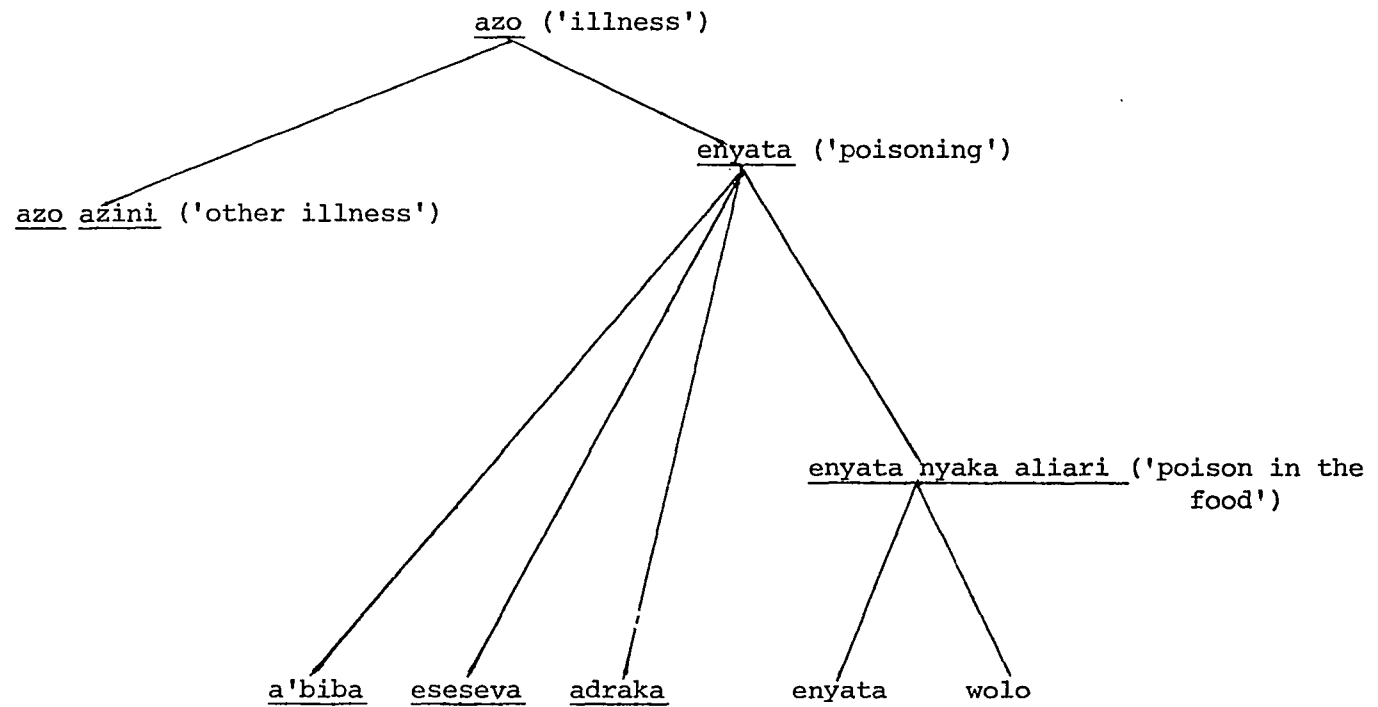 azo ('illness')
enyata ('poisoning')
azo azini ('other illness')
enyata nyaka aliari ('poison in the
food')
a'biba eseseva adraka enyata wolo